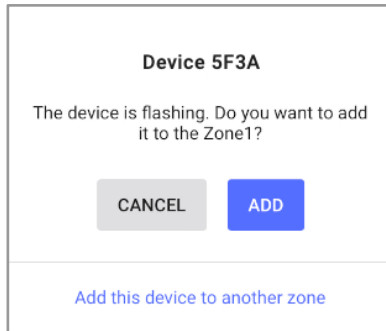 Device 5F3A
The device is flashing. Do you want to add
it to the Zone1?
CANCEL ADD
Add this device to another zone